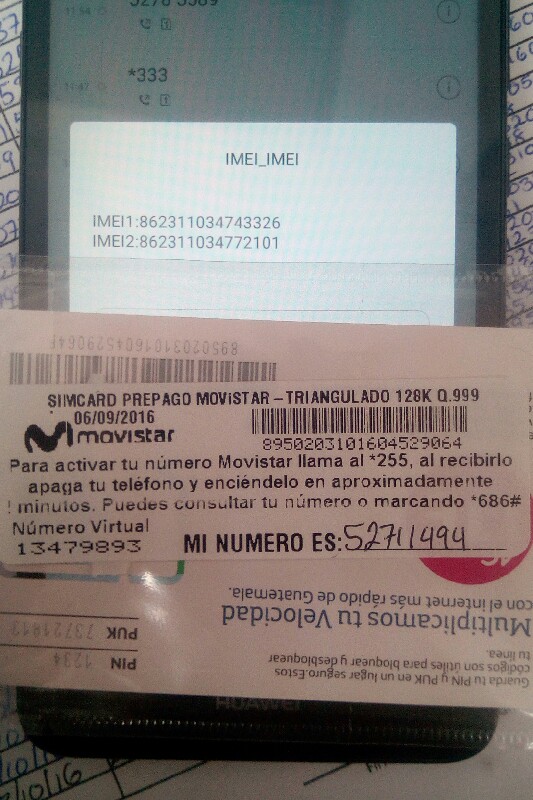 *333
IMEI_IMEI
IMEI1:862311034743326
IMEI2:862311034772101
8950203101604529064F
SIMCARD PREPAGO MOVISTAR –TRIANGULADO 128K Q.999
06/09/2016
movistar
8950203101604529064
Para activar tu número Movistar llama al *255, al recibirlo
apaga tu teléfono y enciéndelo en aproximadamente
minutos. Puedes consultar tu número o marcando *686#
Número Virtual
13479893
MI NUMERO ES: 52711494
Multiplicamos tu Velocidad
con el internet más rápido de Guatemala.
PUK
PIN 1234
Guarda tu PIN y PUK en un lugar seguro. Estos
códigos son útiles para bloquear y desbloquear
tu línea.
HUAWEI